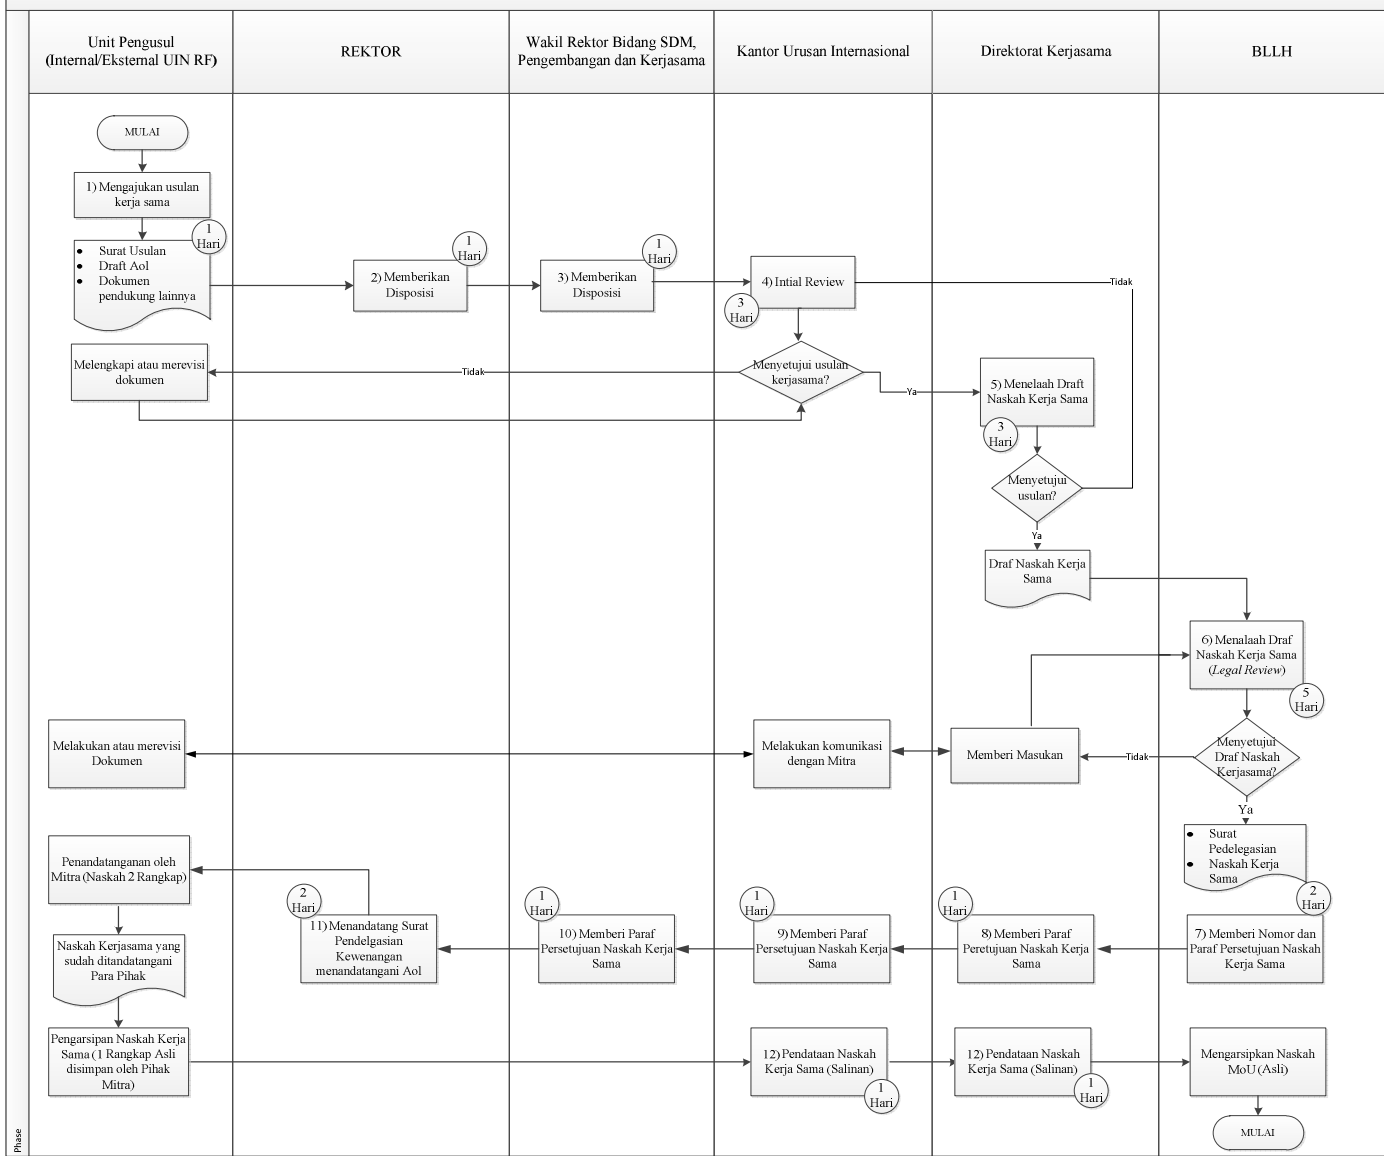 Unit Pengusul
(Internal/Eksternal UIN RF)
REKTOR
Wakil Rektor Bidang SDM,
Pengembangan dan Kerjasama
Kantor Urusan Internasional
Direktorat Kerjasama
BLLH
MULAI
1) Mengajukan usulan
kerja sama
1
Hari
Surat Usulan
Draft AoI
Dokumen
pendukung lainnya
2) Memberikan
Disposisi
1
Hari
3) Memberikan
Disposisi
1
Hari
4) Intial Review
3
Hari
Tidak
Melengkapi atau merevisi
dokumen
Tidak
Menyetujui usulan
kerjasama?
Ya
5) Menelaah Draft
Naskah Kerja Sama
3
Hari
Menyetujui
usulan?
Ya
Draf Naskah Kerja
Sama
6) Menalaah Draf
Naskah Kerja Sama
(Legal Review)
5
Hari
Melakukan atau merevisi
Dokumen
Melakukan komunikasi
dengan Mitra
Memberi Masukan
Tidak
Menyetujui
Draf Naskah
Kerjasama?
Ya
Surat
Pedelegasian
Naskah Kerja
Sama
2
Hari
7) Memberi Nomor dan
Paraf Persetujuan Naskah
Kerja Sama
1
Hari
8) Memberi Paraf
Peretujuan Naskah Kerja
Sama
1
Hari
9) Memberi Paraf
Persetujuan Naskah Kerja
Sama
1
Hari
10) Memberi Paraf
Persetujuan Naskah Kerja
Sama
2
Hari
11) Menandatang Surat
Pendelgasian
Kewenangan
menandatangani AoI
Penandatanganan oleh
Mitra (Naskah 2 Rangkap)
Naskah Kerjasama yang
sudah ditandatangani
Para Pihak
Pengarsipan Naskah Kerja
Sama (1 Rangkap Asli
disimpan oleh Pihak
Mitra)
12) Pendataan Naskah
Kerja Sama (Salinan)
1
Hari
12) Pendataan Naskah
Kerja Sama (Salinan)
1
Hari
Mengarsipkan Naskah
MoU (Asli)
MULAI
Phase